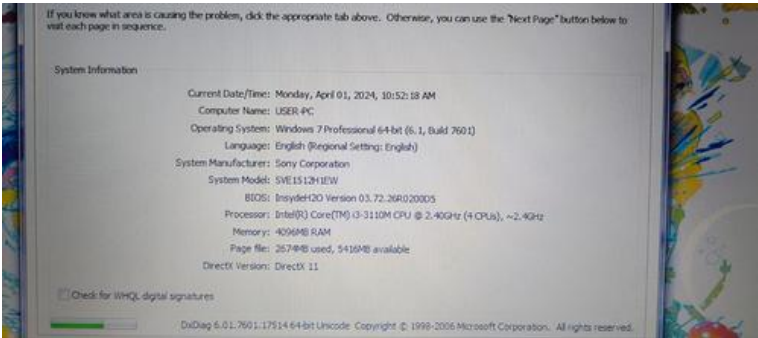 If you know what area is causing the problem, click the appropriate tab above.  Otherwise, you can use the "Next Page" button below to
visit each page in sequence.
System Information
Current Date/Time: Monday, April 01, 2024, 10:52:18 AM
Computer Name: USER-PC
Operating System: Windows 7 Professional 64-bit (6.1, Build 7601)
Language: English (Regional Setting: English)
System Manufacturer: Sony Corporation
System Model: SVE1512H1EW
BIOS: InsydeH2O Version 03.72.26R0200D5
Processor: Intel(R) Core(TM) i3-3110M CPU @ 2.40GHz (4 CPUs), ~2.4GHz
Memory: 4096MB RAM
Page file: 2674MB used, 5416MB available
DirectX Version: DirectX 11
Check for WHQL digital signatures
DxDiag 6.01.7601.17514 64-bit Unicode  Copyright © 1998-2006 Microsoft Corporation.  All rights reserved.